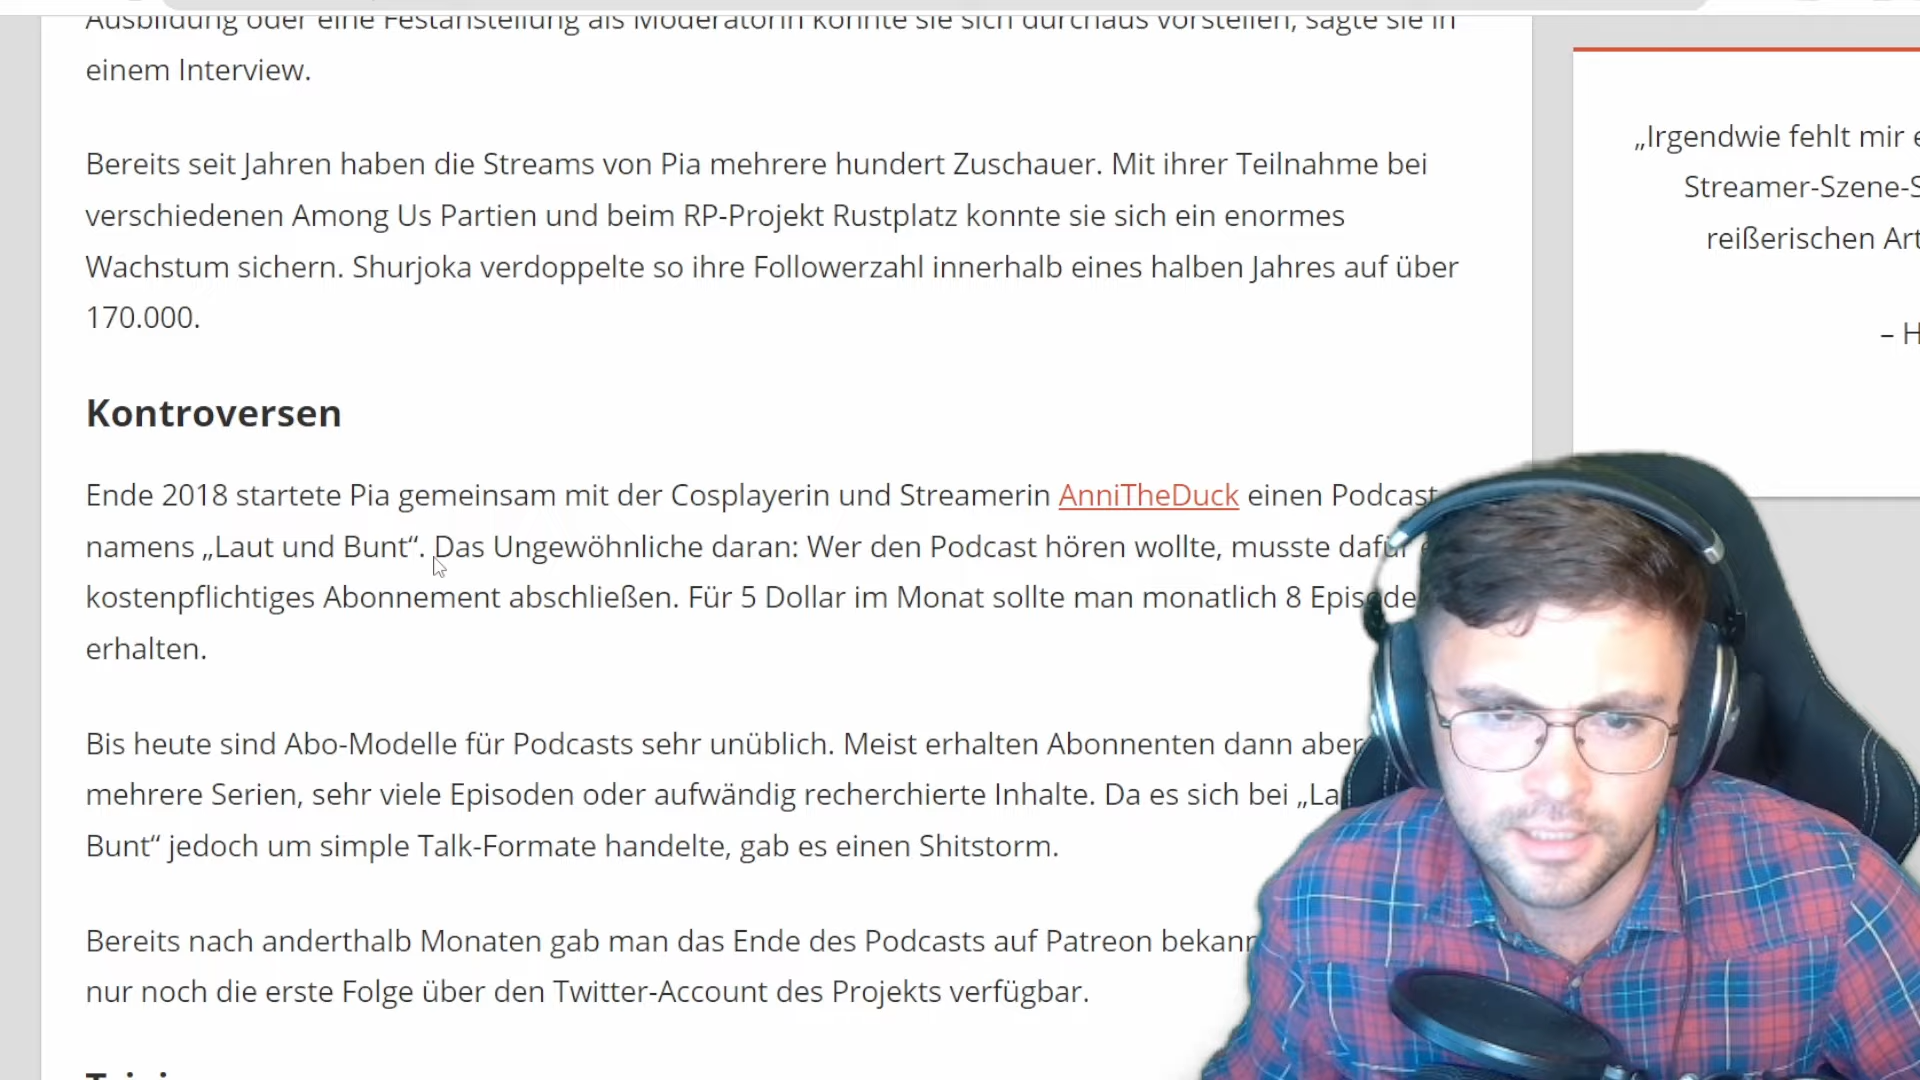 Ausbildung oder eine Festanstellung als Moderatorin könnte sie sich durchaus vorstellen, sagte sie in
einem Interview.
Bereits seit Jahren haben die Streams von Pia mehrere hundert Zuschauer. Mit ihrer Teilnahme bei
verschiedenen Among Us Partien und beim RP-Projekt Rustplatz konnte sie sich ein enormes
Wachstum sichern. Shurjoka verdoppelte so ihre Followerzahl innerhalb eines halben Jahres auf über
170.000.
Kontroversen
Ende 2018 startete Pia gemeinsam mit der Cosplayerin und Streamerin AnniTheDuck einen Podcast
namens „Laut und Bunt“. Das Ungewöhnliche daran: Wer den Podcast hören wollte, musste dafür
kostenpflichtiges Abonnement abschließen. Für 5 Dollar im Monat sollte man monatlich 8 Episode
erhalten.
Bis heute sind Abo-Modelle für Podcasts sehr unüblich. Meist erhalten Abonnenten dann aber
mehrere Serien, sehr viele Episoden oder aufwändig recherchierte Inhalte. Da es sich bei „La
Bunt“ jedoch um simple Talk-Formate handelte, gab es einen Shitstorm.
Bereits nach anderthalb Monaten gab man das Ende des Podcasts auf Patreon bekann
nur noch die erste Folge über den Twitter-Account des Projekts verfügbar.
„Irgendwie fehlt mir e
Streamer-Szene-S
reißerischen Art
– H